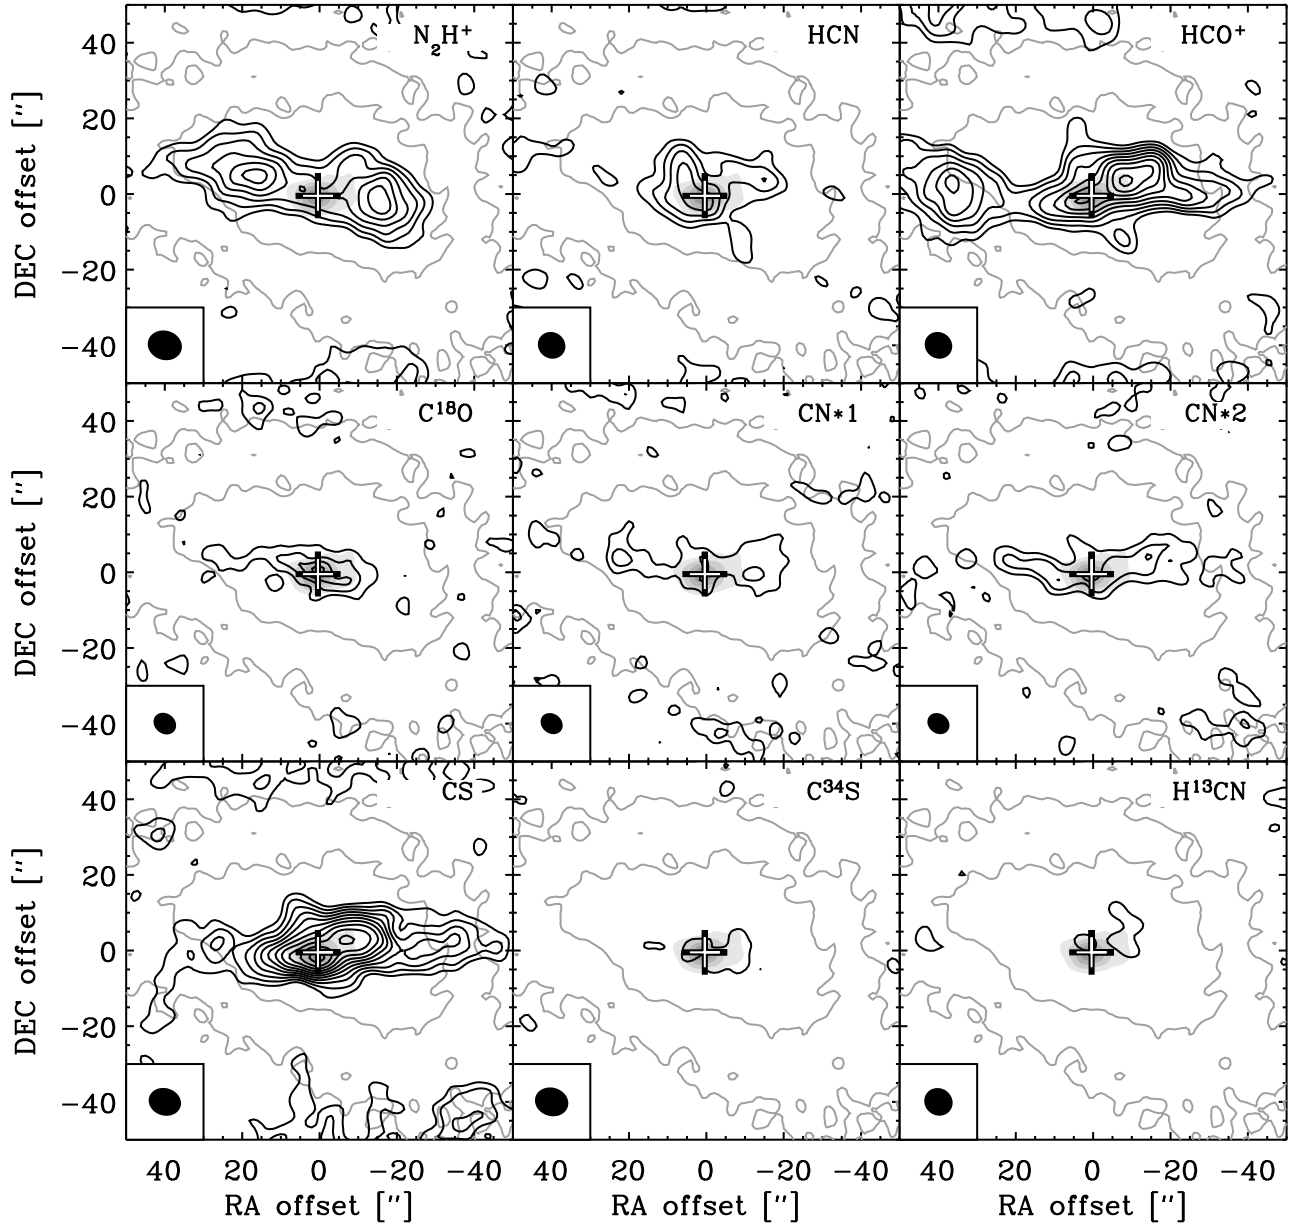 N₂H⁺ HCN HCO⁺
40
20
0
−20
−40
DEC offset ["]
C¹⁸O CN*1 CN*2
40
20
0
−20
−40
DEC offset ["]
CS C³⁴S H¹³CN
40
20
0
−20
−40
DEC offset ["]
40 20 0 −20 −40 40 20 0 −20 −40 40 20 0 −20 −40
RA offset ["] RA offset ["] RA offset ["]